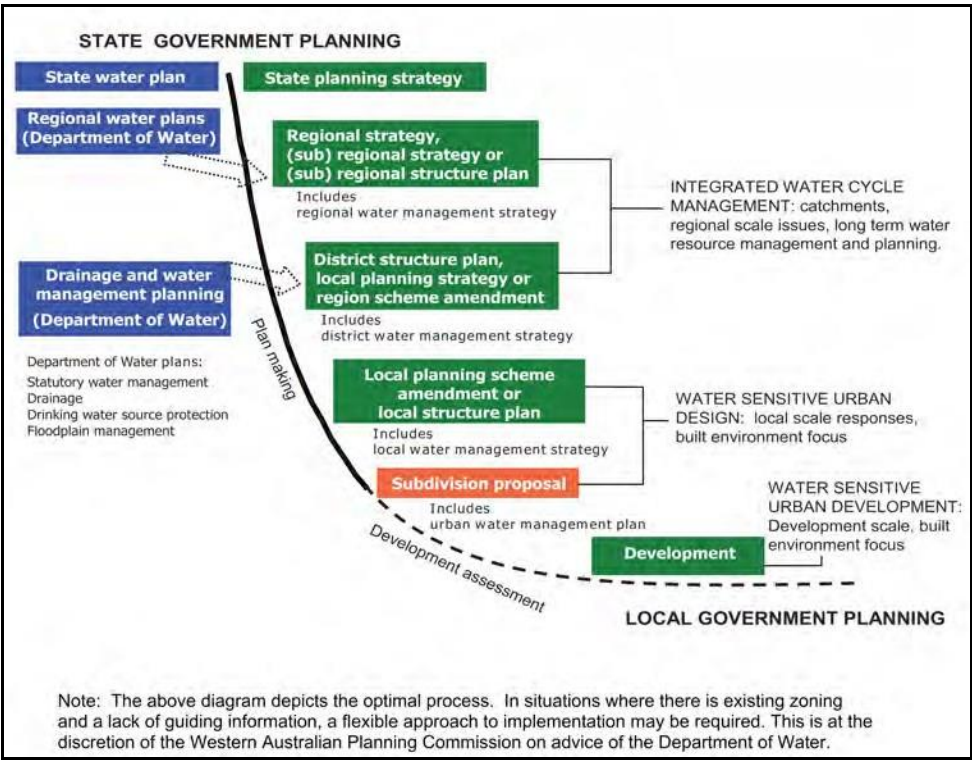 STATE GOVERNMENT PLANNING
State water plan
State planning strategy
Regional water plans
(Department of Water)
Regional strategy,
(sub) regional strategy or
(sub) regional structure plan
Includes
regional water management strategy
INTEGRATED WATER CYCLE
MANAGEMENT: catchments,
regional scale issues, long term water
resource management and planning.
Drainage and water
management planning
(Department of Water)
District structure plan,
local planning strategy or
region scheme amendment
Includes
district water management strategy
Department of Water plans:
Statutory water management
Drainage
Drinking water source protection
Floodplain management
Plan making
Local planning scheme
amendment or
local structure plan
Includes
local water management strategy
WATER SENSITIVE URBAN
DESIGN: local scale responses,
built environment focus
Subdivision proposal
Includes
urban water management plan
Development assessment
Development
WATER SENSITIVE
URBAN DEVELOPMENT:
Development scale, built
environment focus
LOCAL GOVERNMENT PLANNING
Note: The above diagram depicts the optimal process. In situations where there is existing zoning
and a lack of guiding information, a flexible approach to implementation may be required. This is at the
discretion of the Western Australian Planning Commission on advice of the Department of Water.